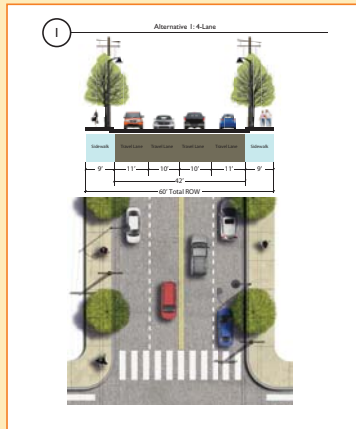 1
Alternative 1: 4-Lane
Sidewalk Travel Lane Travel Lane Travel Lane Travel Lane Sidewalk
9' 11' 10' 10' 11' 9'
42'
60' Total ROW